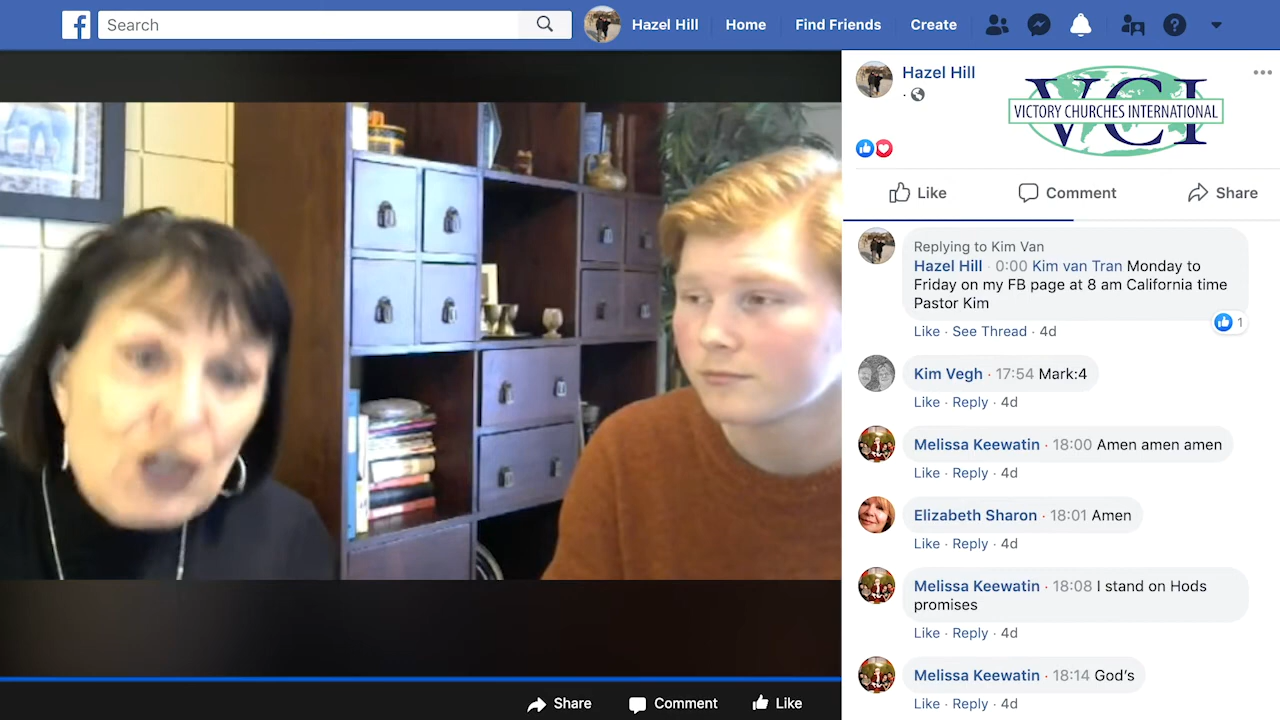 Search
Hazel Hill
Home
Find Friends
Create
Hazel Hill
VCI
VICTORY CHURCHES INTERNATIONAL
Like
Comment
Share
Replying to Kim Van
Hazel Hill · 0:00 Kim van Tran Monday to
Friday on my FB page at 8 am California time
Pastor Kim
1
Like · See Thread · 4d
Kim Vegh · 17:54 Mark:4
Like · Reply · 4d
Melissa Keewatin · 18:00 Amen amen amen
Like · Reply · 4d
Elizabeth Sharon · 18:01 Amen
Like · Reply · 4d
Melissa Keewatin · 18:08 I stand on Hods
promises
Like · Reply · 4d
Melissa Keewatin · 18:14 God's
Like · Reply · 4d
Share
Comment
Like